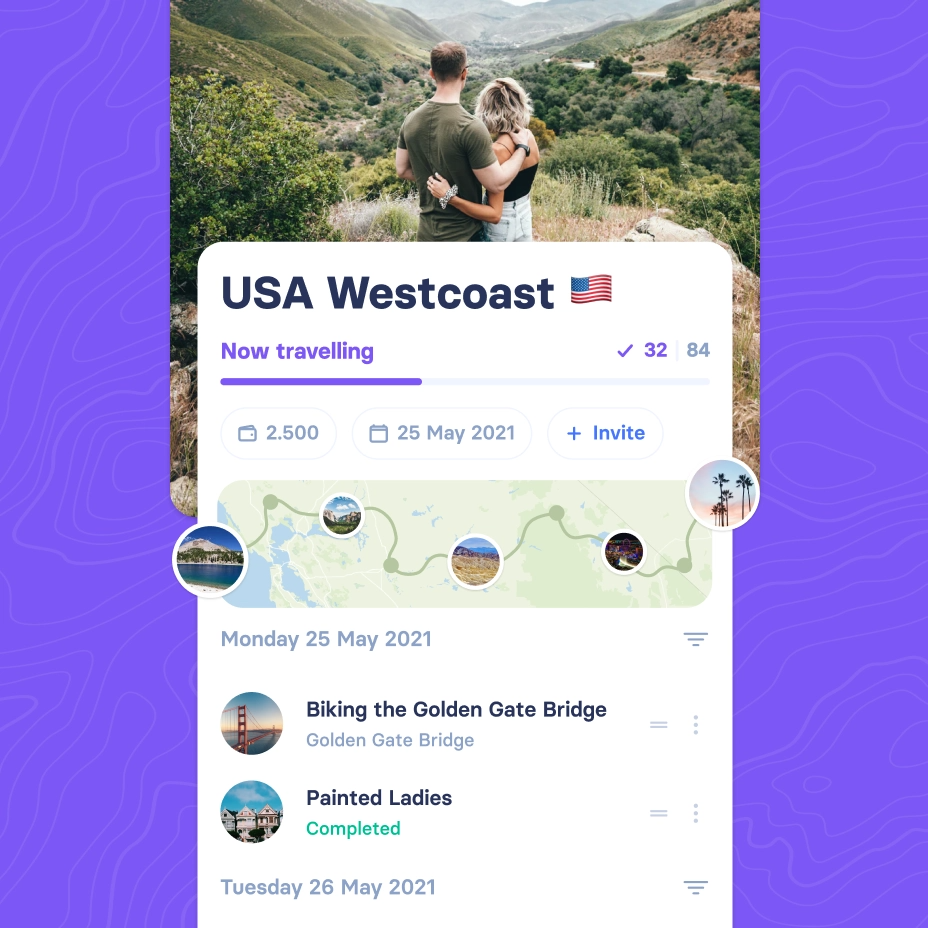 USA Westcoast 🇺🇸
Now travelling
32 84
2.500
25 May 2021
+ Invite
Monday 25 May 2021
Biking the Golden Gate Bridge
Golden Gate Bridge
Painted Ladies
Completed
Tuesday 26 May 2021